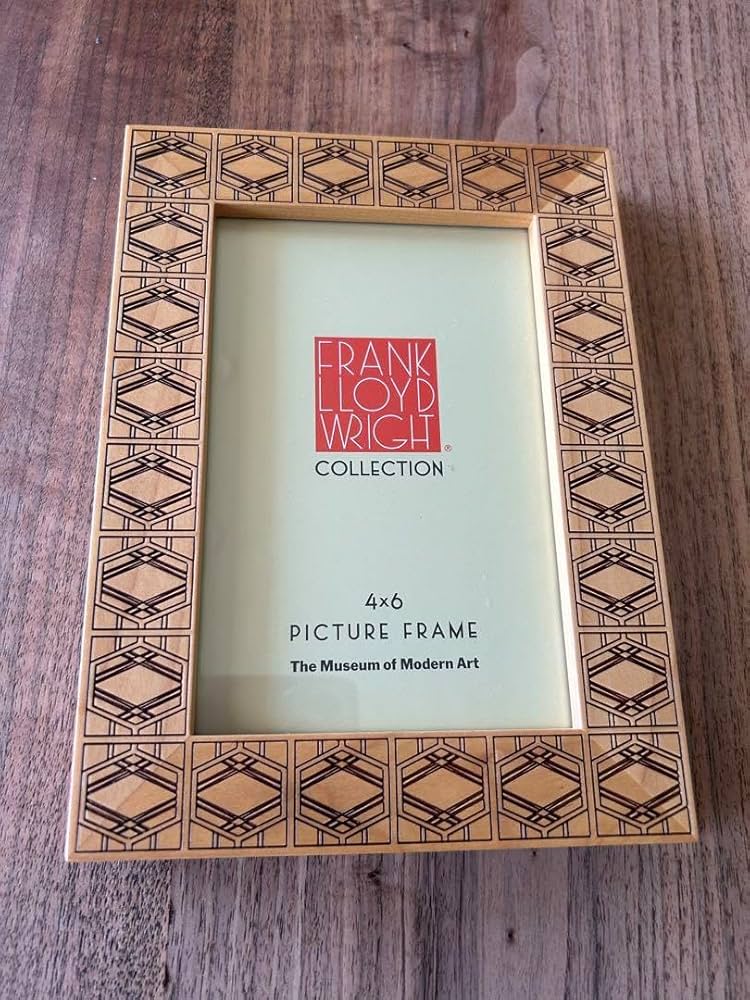 FRANK
LLOYD
WRIGHT®
COLLECTION
4×6
PICTURE FRAME
The Museum of Modern Art